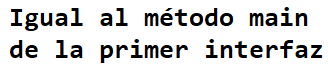 Igual al método main
de la primer interfaz